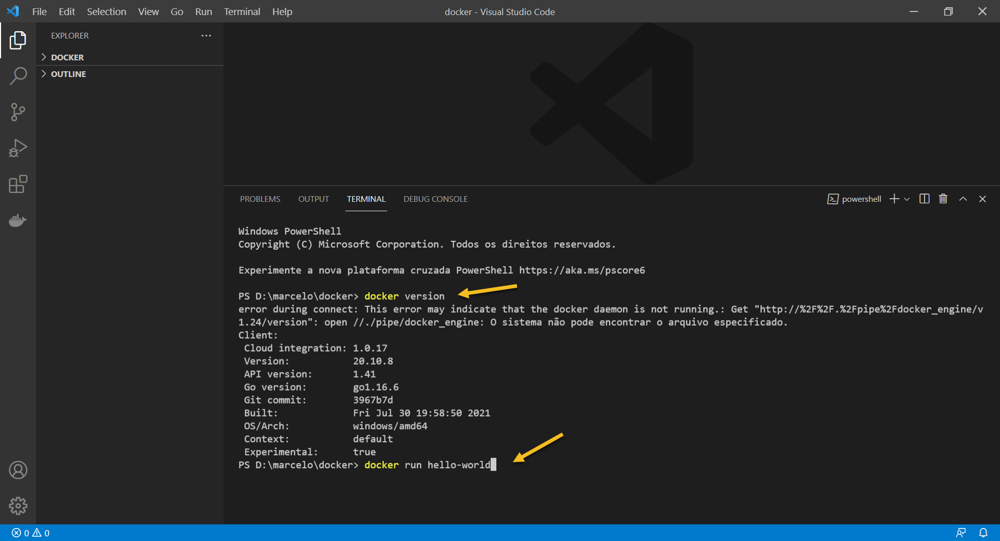 File Edit Selection View Go Run Terminal Help
docker - Visual Studio Code
EXPLORER
DOCKER
OUTLINE
PROBLEMS OUTPUT TERMINAL DEBUG CONSOLE
powershell
Windows PowerShell
Copyright (C) Microsoft Corporation. Todos os direitos reservados.
Experimente a nova plataforma cruzada PowerShell https://aka.ms/pscore6
PS D:\marcelo\docker> docker version
error during connect: This error may indicate that the docker daemon is not running.: Get "http://%2F%2F.%2Fpipe%2Fdocker_engine/v
1.24/version": open //./pipe/docker_engine: O sistema não pode encontrar o arquivo especificado.
Client:
Cloud integration: 1.0.17
Version: 20.10.8
API version: 1.41
Go version: go1.16.6
Git commit: 3967b7d
Built: Fri Jul 30 19:58:50 2021
OS/Arch: windows/amd64
Context: default
Experimental: true
PS D:\marcelo\docker> docker run hello-world
0 0